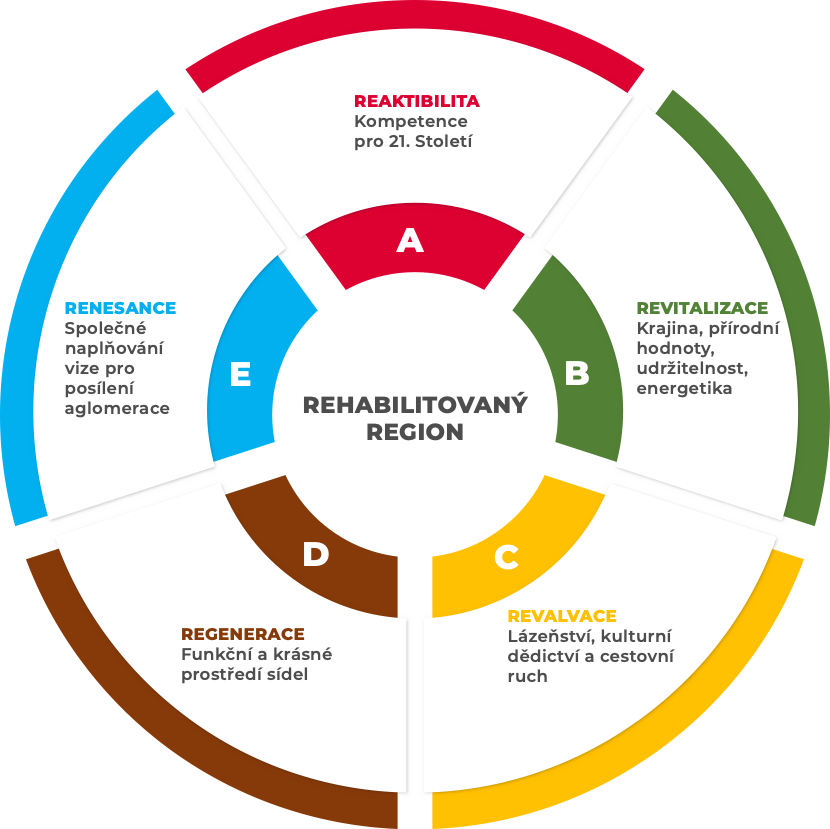 REAKTIBILITA
Kompetence
pro 21. Století
A
REVITALIZACE
Krajina, přírodní
hodnoty,
udržitelnost,
energetika
B
REVALVACE
Lázeňství, kulturní
dědictví a cestovní
ruch
C
REGENERACE
Funkční a krásné
prostředí sídel
D
RENESANCE
Společné
naplňování
vize pro
posílení
aglomerace
E
REHABILITOVANÝ
REGION